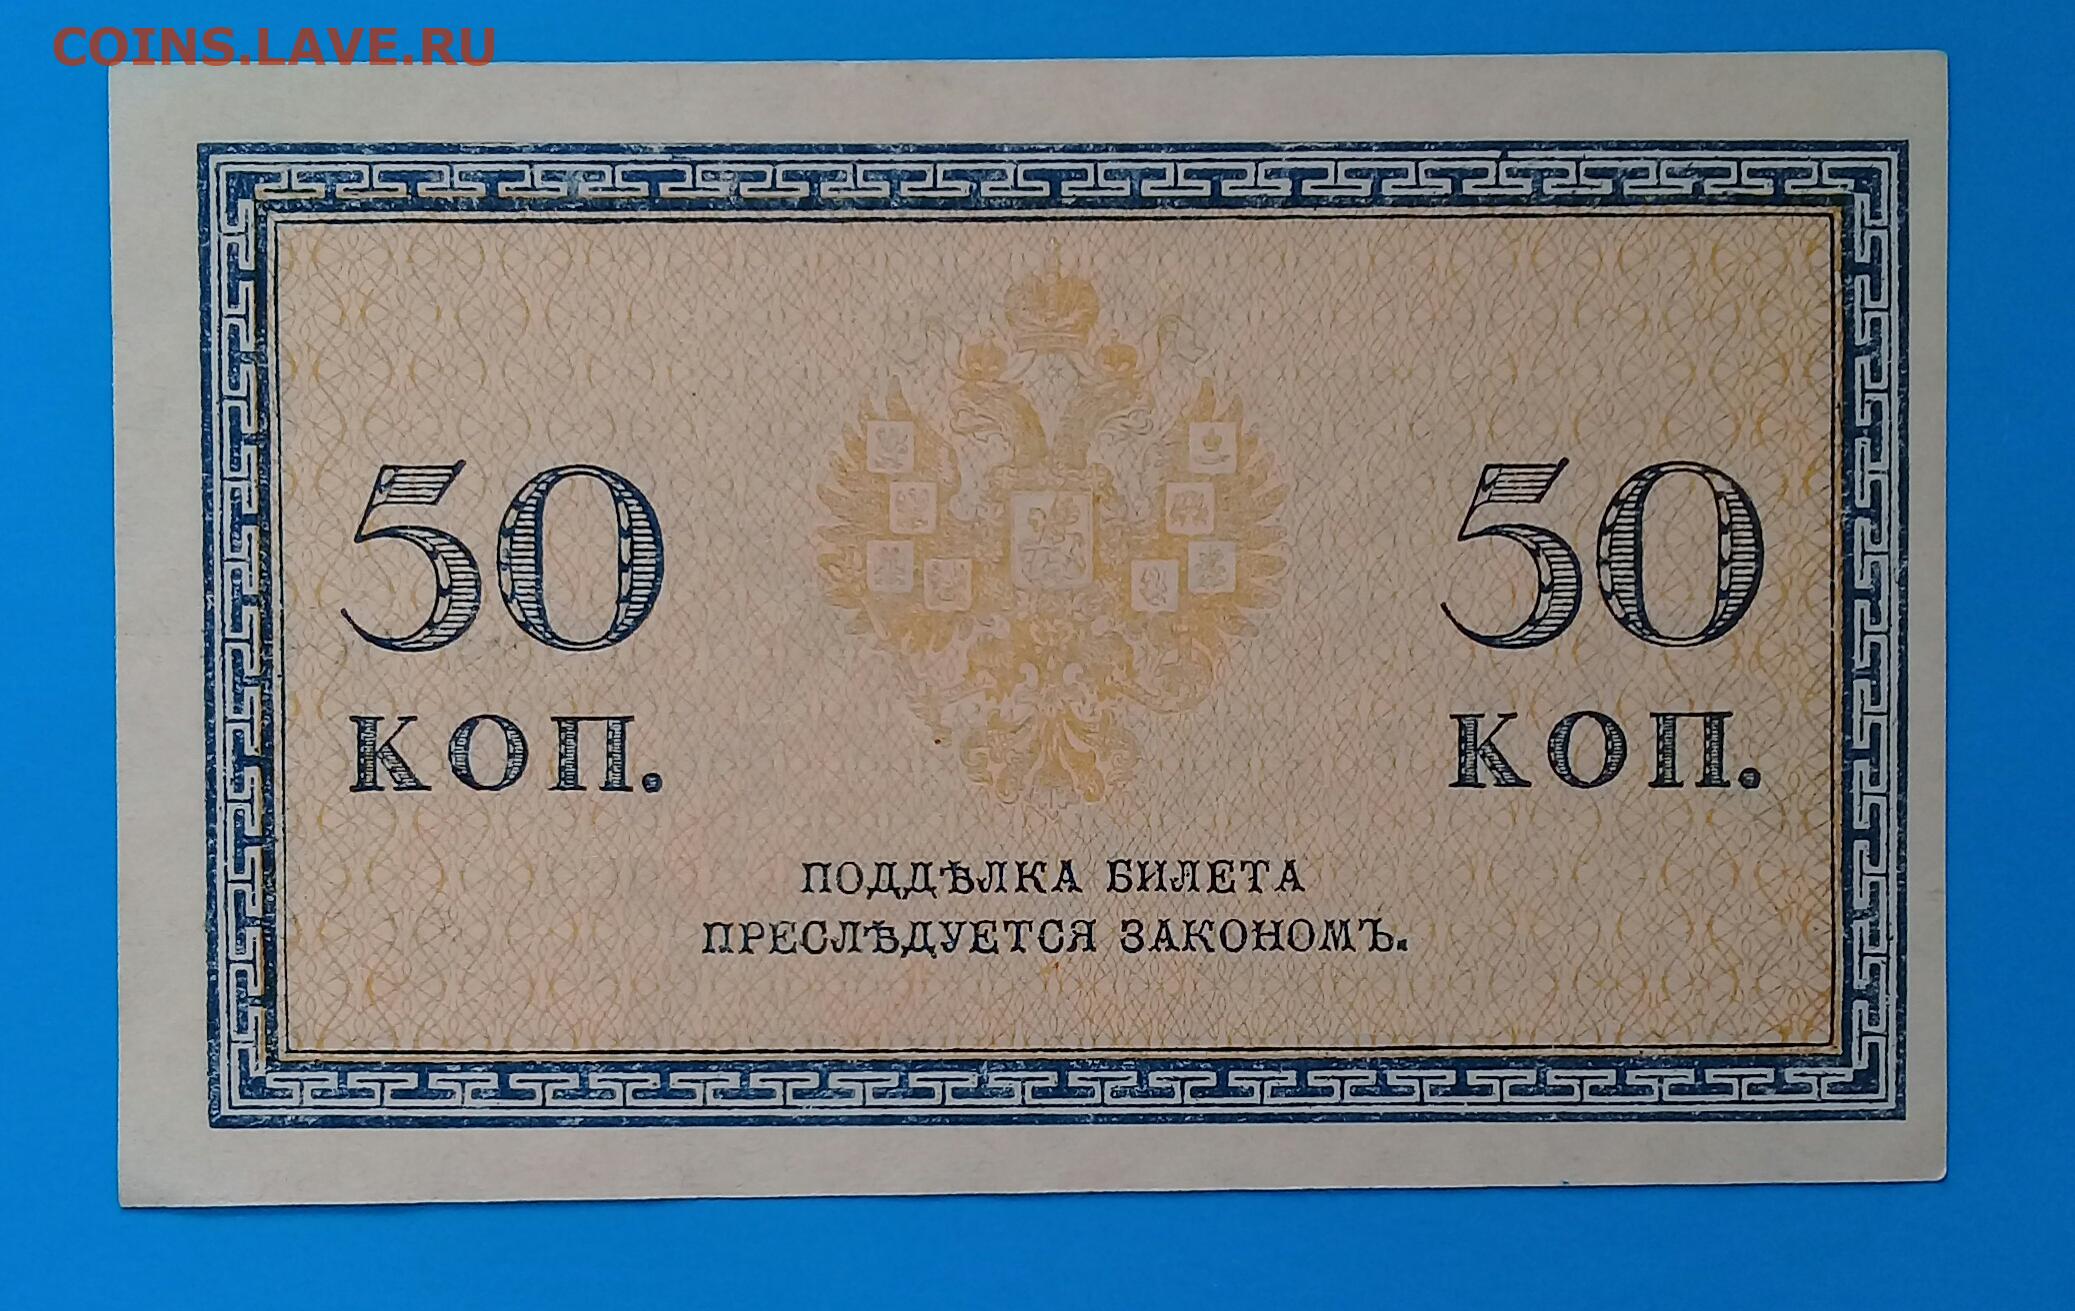 COINS.LAVE.RU
50 50
КОП. КОП.
ПОДДѢЛКА БИЛЕТА
ПРЕСЛѢДУЕТСЯ ЗАКОНОМЪ.